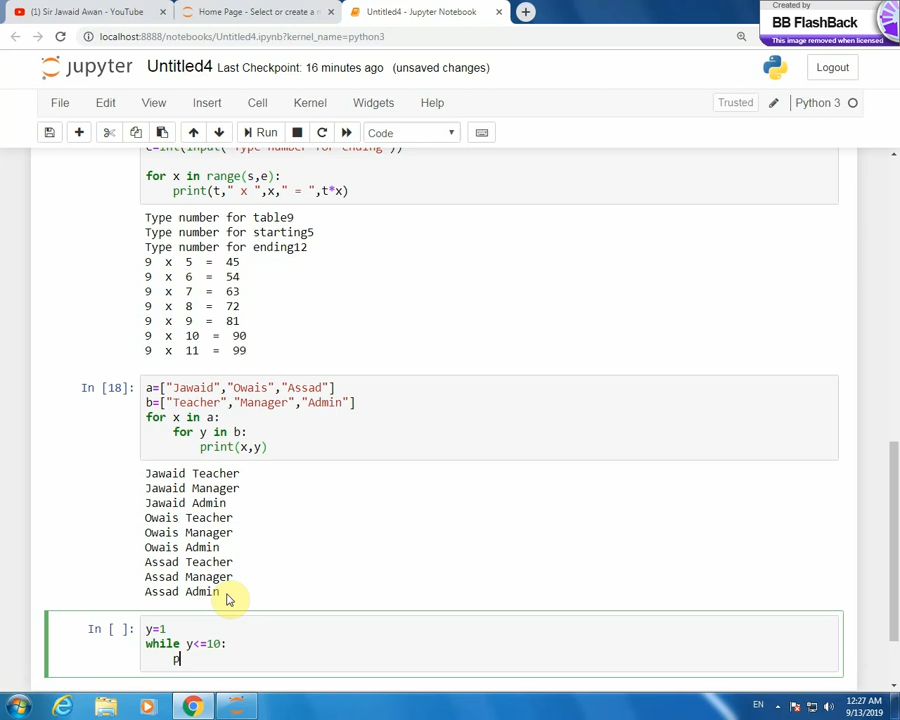 (1) Sir Jawaid Awan - YouTube
Home Page - Select or create a n
Untitled4 - Jupyter Notebook
Created by
BB FlashBack
This image removed when licensed
localhost:8888/notebooks/Untitled4.ipynb?kernel_name=python3
jupyter Untitled4 Last Checkpoint: 16 minutes ago (unsaved changes)
Logout
File Edit View Insert Cell Kernel Widgets Help
Trusted Python 3
Run Code
e=int(input("Type number for ending"))
for x in range(s,e):
print(t," x ",x," = ",t*x)
Type number for table9
Type number for starting5
Type number for ending12
9 x 5 = 45
9 x 6 = 54
9 x 7 = 63
9 x 8 = 72
9 x 9 = 81
9 x 10 = 90
9 x 11 = 99
In [18]: a=["Jawaid","Owais","Assad"]
b=["Teacher","Manager","Admin"]
for x in a:
for y in b:
print(x,y)
Jawaid Teacher
Jawaid Manager
Jawaid Admin
Owais Teacher
Owais Manager
Owais Admin
Assad Teacher
Assad Manager
Assad Admin
In [ ]: y=1
while y<=10:
p
EN
12:27 AM
9/13/2019